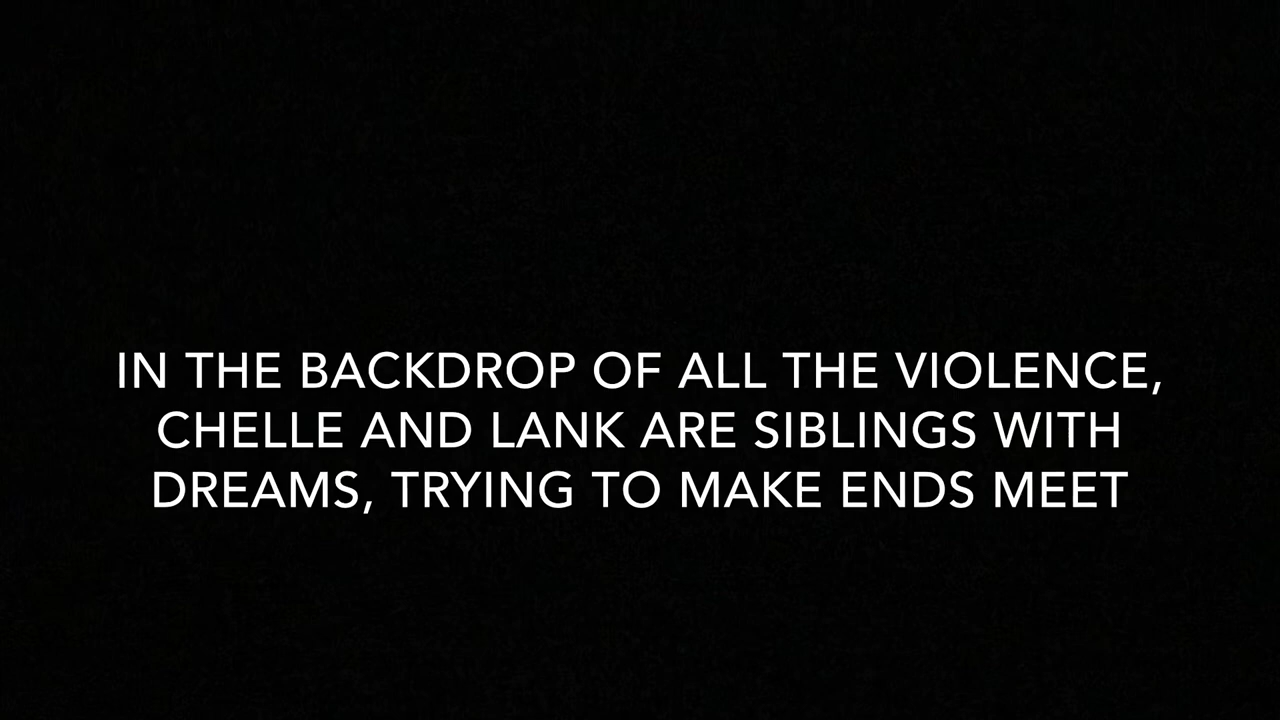 IN THE BACKDROP OF ALL THE VIOLENCE,
CHELLE AND LANK ARE SIBLINGS WITH
DREAMS, TRYING TO MAKE ENDS MEET